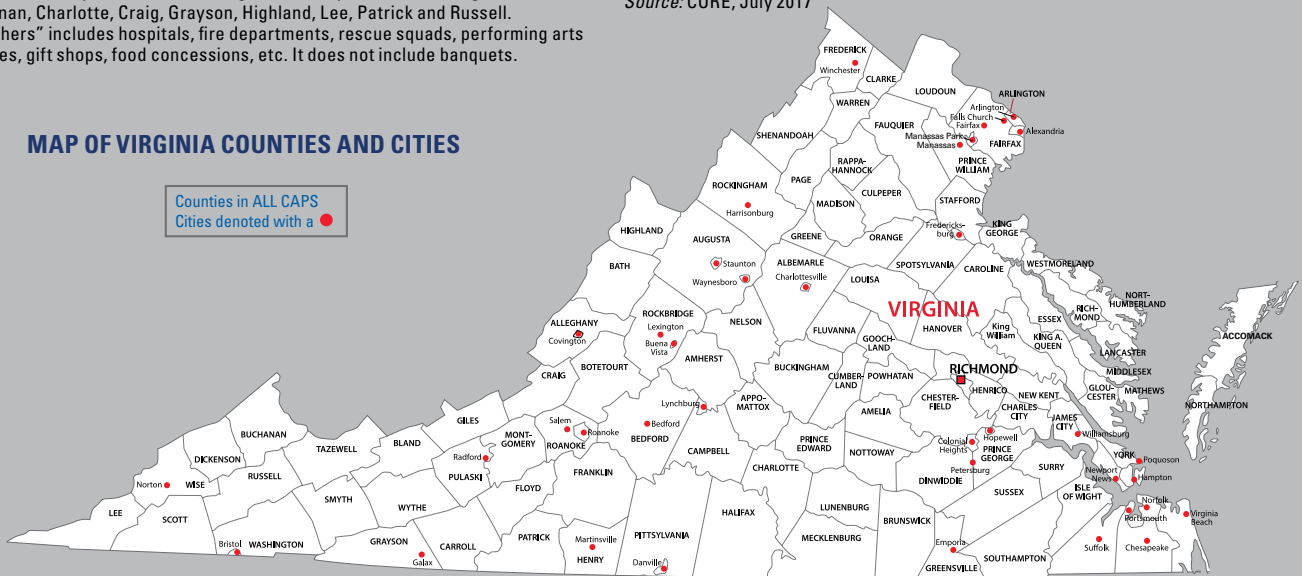 nan, Charlotte, Craig, Grayson, Highland, Lee, Patrick and Russell.
hers” includes hospitals, fire departments, rescue squads, performing arts
es, gift shops, food concessions, etc. It does not include banquets.
Source: CORE, July 2017
MAP OF VIRGINIA COUNTIES AND CITIES
Counties in ALL CAPS
Cities denoted with a
FREDERICK
Winchester
CLARKE
LOUDOUN
ARLINGTON
Arlington
Falls Church
Fairfax
Alexandria
WARREN
FAUQUIER
Manassas Park
Manassas
FAIRFAX
SHENANDOAH
PRINCE
WILLIAM
RAPPA-
HANNOCK
PAGE
ROCKINGHAM
CULPEPER
MADISON
STAFFORD
Harrisonburg
HIGHLAND
AUGUSTA
GREENE
ORANGE
Fredericks-
burg
KING
GEORGE
BATH
Staunton
Waynesboro
ALBEMARLE
Charlottesville
SPOTSYLVANIA
CAROLINE
WESTMORELAND
LOUISA
NORT-
HUMBERLAND
RICH-
MOND
VIRGINIA
ESSEX
ALLEGHANY
Covington
ROCKBRIDGE
Lexington
Buena
Vista
NELSON
FLUVANNA
GOOCH-
LAND
HANOVER
King
William
KING A.
QUEEN
ACCOMACK
LANCASTER
AMHERST
BUCKINGHAM
CUMBER-
LAND
POWHATAN
RICHMOND
MIDDLESEX
CRAIG
BOTETOURT
HENRICO
NEW KENT
GLOU-
CESTER
MATHEWS
Lynchburg
APPO-
MATTOX
CHESTER-
FIELD
CHARLES
CITY
NORTHAMPTON
AMELIA
JAMES
CITY
Williamsburg
GILES
Salem
Roanoke
ROANOKE
Bedford
BEDFORD
BUCHANAN
TAZEWELL
BLAND
MONT-
GOMERY
PRINCE
EDWARD
NOTTOWAY
Colonial
Heights
Hopewell
PRINCE
GEORGE
CAMPBELL
YORK
Poquoson
DICKENSON
Radford
PULASKI
FRANKLIN
CHARLOTTE
Petersburg
SURRY
Newport
News
Hampton
RUSSELL
Norton
WISE
FLOYD
DINWIDDIE
ISLE
OF WIGHT
SMYTH
WYTHE
SUSSEX
Norfolk
LEE
SCOTT
HALIFAX
LUNENBURG
Portsmouth
Virginia
Beach
BRUNSWICK
PATRICK
PITTSYLVANIA
MECKLENBURG
Bristol
WASHINGTON
GRAYSON
CARROLL
Martinsville
HENRY
Emporia
Suffolk
Chesapeake
Galax
Danville
GREENSVILLE
SOUTHAMPTON